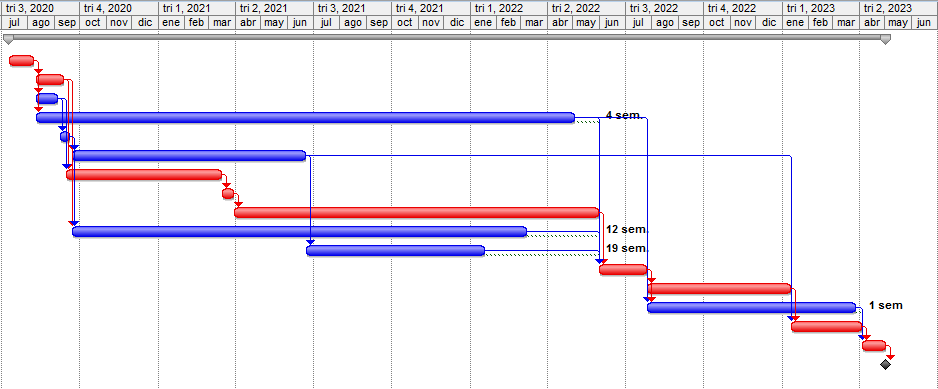 tri 3, 2020 tri 4, 2020 tri 1, 2021 tri 2, 2021 tri 3, 2021 tri 4, 2021 tri 1, 2022 tri 2, 2022 tri 3, 2022 tri 4, 2022 tri 1, 2023 tri 2, 2023
jul ago sep oct nov dic ene feb mar abr may jun jul ago sep oct nov dic ene feb mar abr may jun jul ago sep oct nov dic ene feb mar abr may jun
4 sem.
12 sem.
19 sem.
1 sem